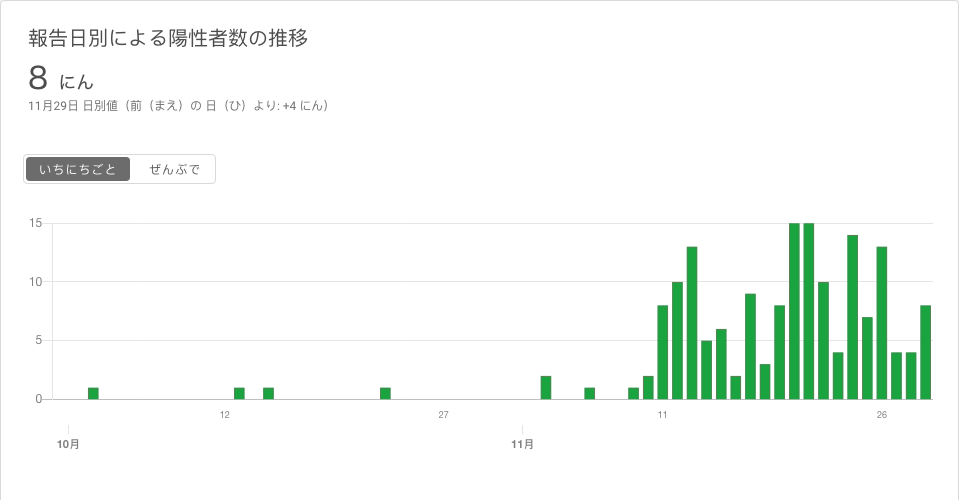 報告日別による陽性者数の推移
8 にん
11月29日 日別値（前（まえ）の 日（ひ）より: +4 にん）
いちにちごと ぜんぶで
15
10
5
0
12 27 11 26
10月 11月